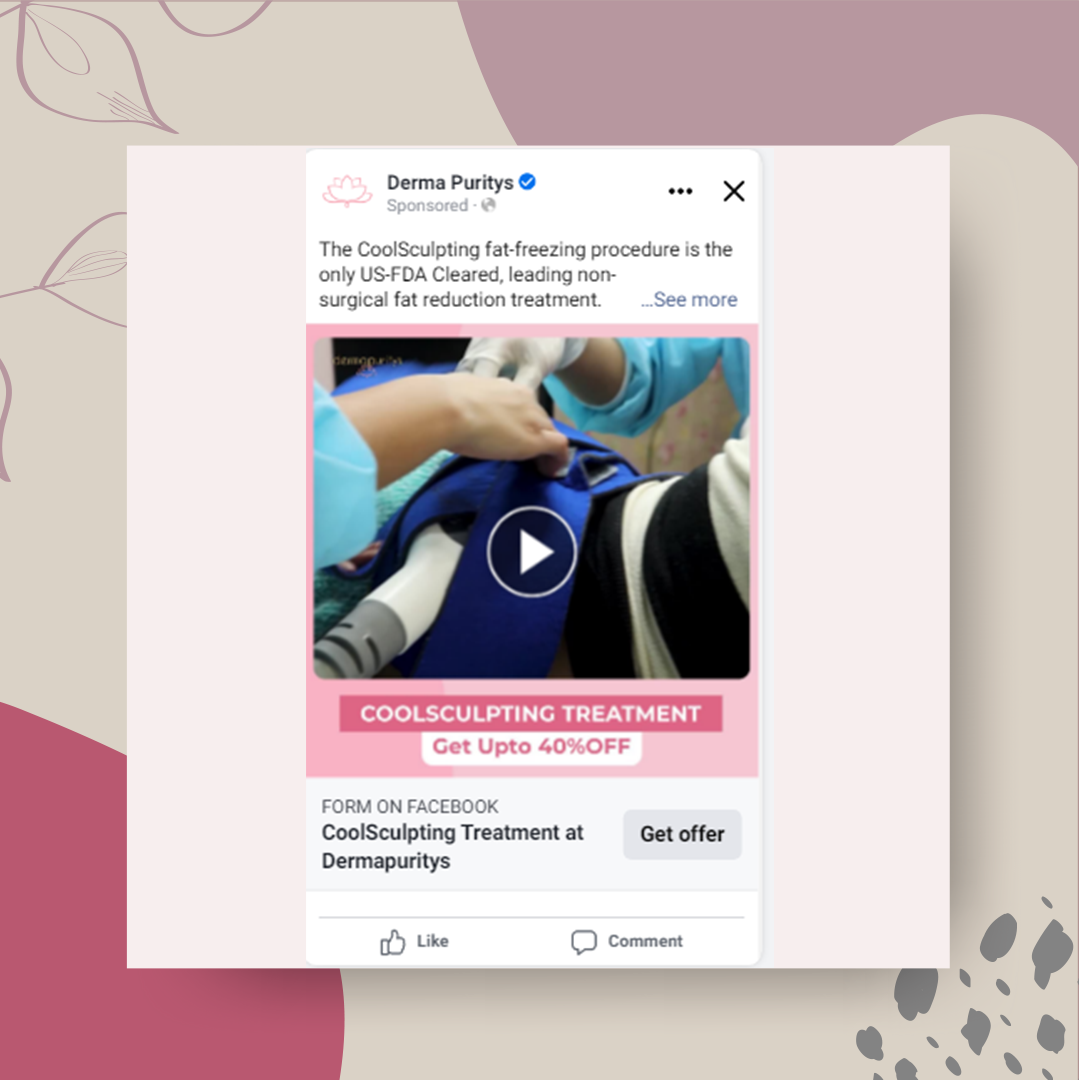 Derma Puritys
Sponsored ·
The CoolSculpting fat-freezing procedure is the
only US-FDA Cleared, leading non-
surgical fat reduction treatment. ...See more
dermapuritys
COOLSCULPTING TREATMENT
Get Upto 40%OFF
FORM ON FACEBOOK
CoolSculpting Treatment at
Dermapuritys
Get offer
Like
Comment